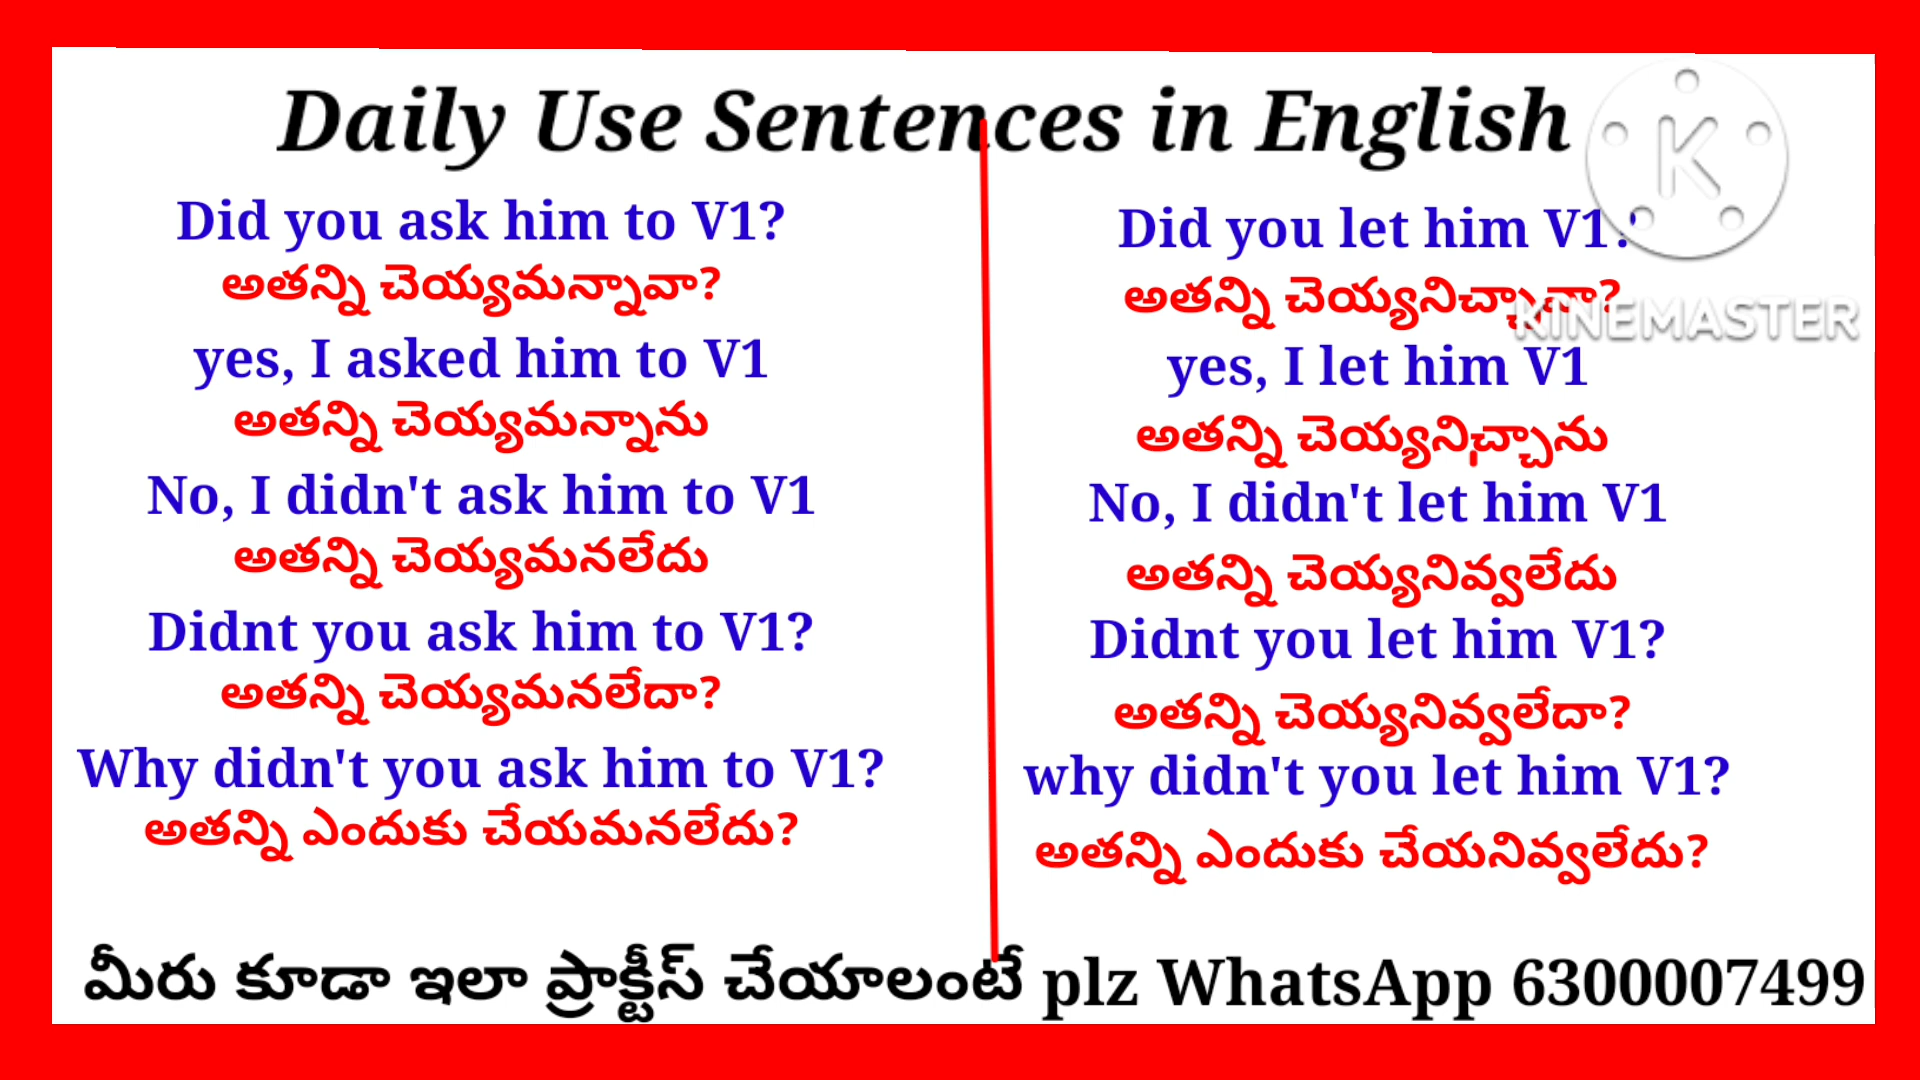 Daily Use Sentences in English
Did you ask him to V1?
అతన్ని చెయ్యమన్నావా?
yes, I asked him to V1
అతన్ని చెయ్యమన్నాను
No, I didn't ask him to V1
అతన్ని చెయ్యమనలేదు
Didnt you ask him to V1?
అతన్ని చెయ్యమనలేదా?
Why didn't you ask him to V1?
అతన్ని ఎందుకు చేయమనలేదు?
Did you let him V1?
అతన్ని చెయ్యనిచ్చావా?
yes, I let him V1
అతన్ని చెయ్యనిచ్చాను
No, I didn't let him V1
అతన్ని చెయ్యనివ్వలేదు
Didnt you let him V1?
అతన్ని చెయ్యనివ్వలేదా?
why didn't you let him V1?
అతన్ని ఎందుకు చేయనివ్వలేదు?
K
KINEMASTER
మీరు కూడా ఇలా ప్రాక్టీస్ చేయాలంటే plz WhatsApp 6300007499